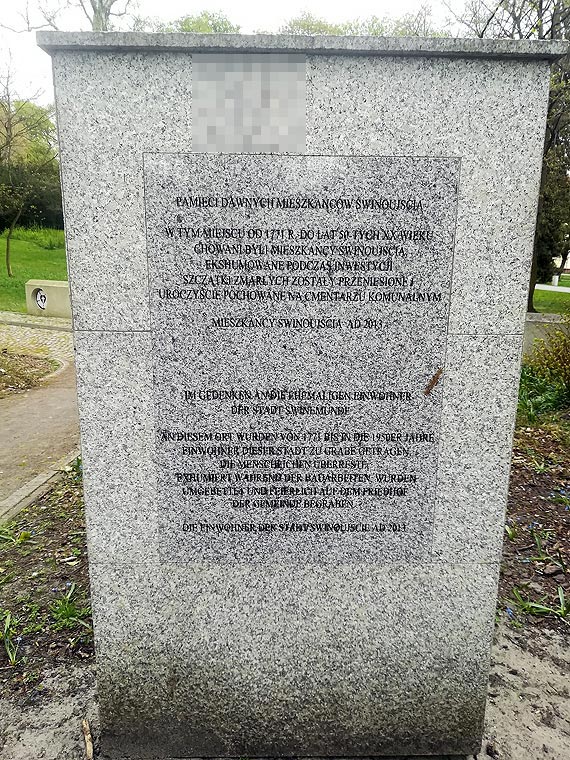 PAMIĘCI DAWNYCH MIESZKAŃCÓW ŚWINOUJŚCIA
W TYM MIEJSCU OD 1771 R. DO LAT 50-TYCH XX WIEKU
CHOWANI BYLI MIESZKAŃCY ŚWINOUJŚCIA.
EKSHUMOWANE PODCZAS INWESTYCJI
SZCZĄTKI ZMARŁYCH ZOSTAŁY PRZENIESIONE I
UROCZYŚCIE POCHOWANE NA CMENTARZU KOMUNALNYM
MIESZKAŃCY ŚWINOUJŚCIA AD 2013
IM GEDENKEN AN DIE EHEMALIGEN EINWOHNER
DER STADT SWINEMÜNDE
AN DIESEM ORT WURDEN VON 1771 BIS IN DIE 1950ER JAHRE
EINWOHNER DIESER STADT ZU GRABE GETRAGEN.
DIE MENSCHLICHEN ÜBERRESTE,
EXHUMIERT WÄHREND DER BAUARBEITEN, WURDEN
UMGEBETTET UND FEIERLICH AUF DEM FRIEDHOF
DER GEMEINDE BEGRABEN
DIE EINWOHNER DER STADT ŚWINOUJŚCIE AD 2013